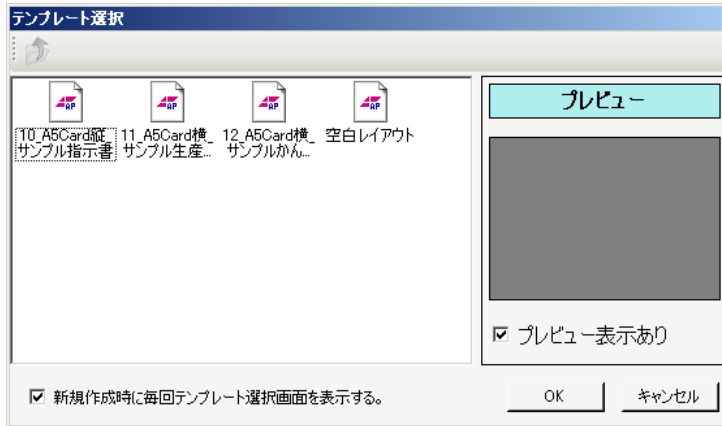 テンプレート選択
AP AP AP AP
10_A5Card縦_ 11_A5Card横_ 12_A5Card横_ 空白レイアウト
サンプル指示書 サンプル生産... サンプルかん...
プレビュー
プレビュー表示あり
新規作成時に毎回テンプレート選択画面を表示する。
OK キャンセル